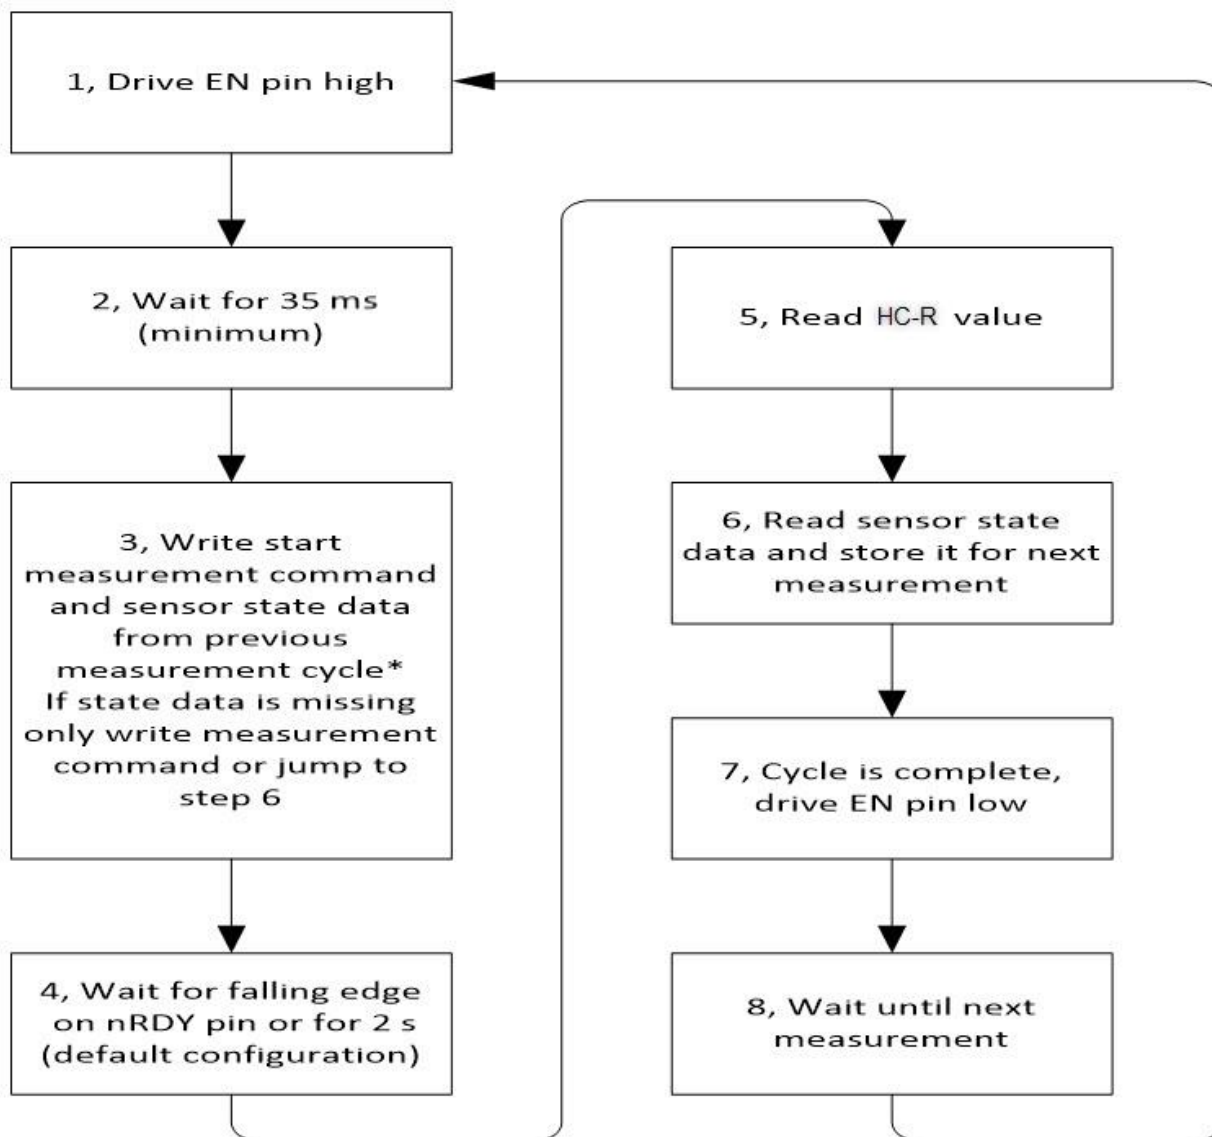 1, Drive EN pin high
2, Wait for 35 ms
(minimum)
3, Write start
measurement command
and sensor state data
from previous
measurement cycle*
If state data is missing
only write measurement
command or jump to
step 6
4, Wait for falling edge
on nRDY pin or for 2 s
(default configuration)
5, Read HC-R value
6, Read sensor state
data and store it for next
measurement
7, Cycle is complete,
drive EN pin low
8, Wait until next
measurement